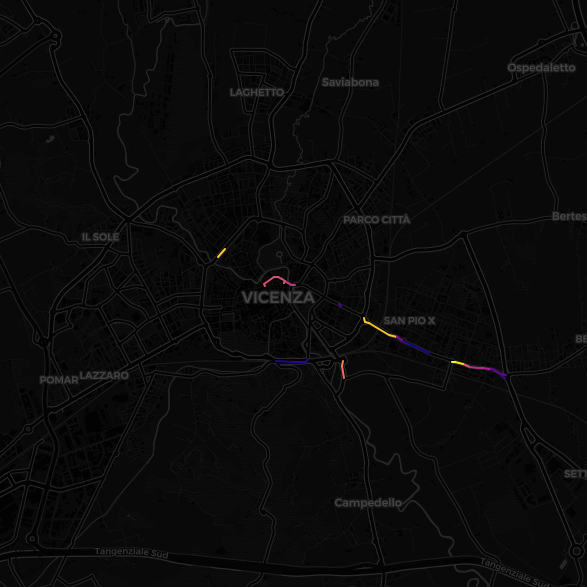 Ospedaletto
Saviabona
LAGHETTO
Bertes
PARCO CITTÀ
IL SOLE
VICENZA
SAN PIO X
BE
POMAR
LAZZARO
SETT
Campedello
Tangenziale Sud
Tangenziale Sud